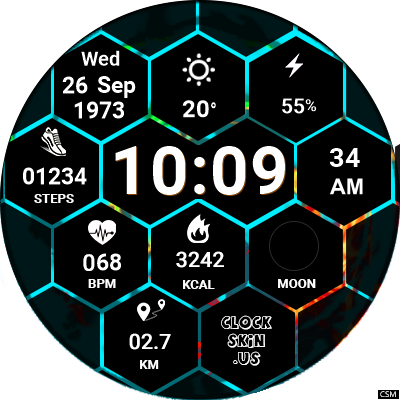 Wed
26 Sep
1973
20°
55%
01234
STEPS
10:09
34
AM
068
BPM
3242
KCAL
MOON
02.7
KM
CLOCK
SKiN
.US
CSM